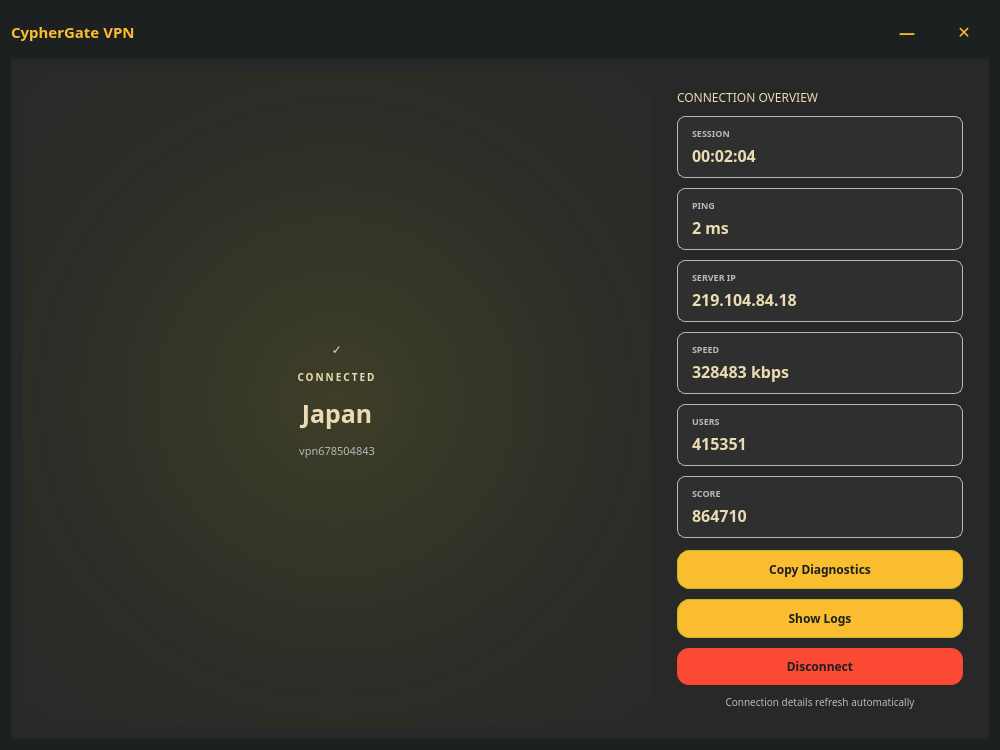 CypherGate VPN
— ✕
✓
CONNECTED
Japan
vpn678504843
CONNECTION OVERVIEW
SESSION
00:02:04
PING
2 ms
SERVER IP
219.104.84.18
SPEED
328483 kbps
USERS
415351
SCORE
864710
Copy Diagnostics
Show Logs
Disconnect
Connection details refresh automatically